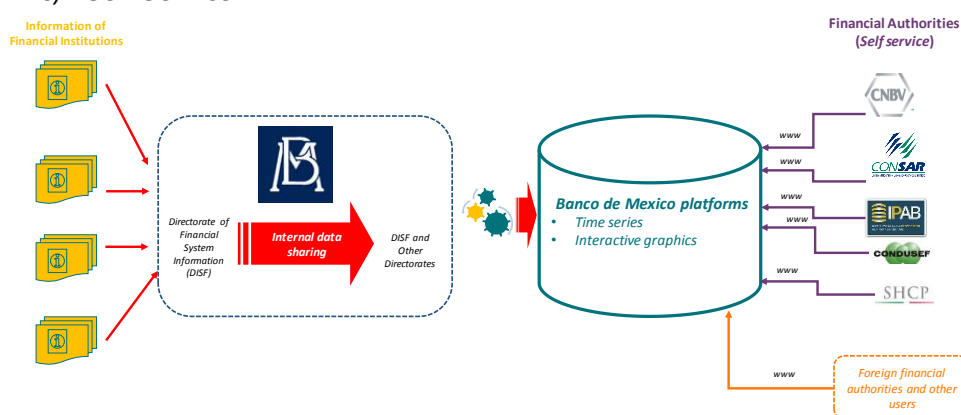 Information of
Financial Institutions
Financial Authorities
(Self service)
CNBV
www
CONSAR
www
Directorate of
Financial
System
Information
(DISF)
Internal data
sharing
DISF and
Other
Directorates
Banco de Mexico platforms
• Time series
• Interactive graphics
www
IPAB
www
CONDUSEF
www
SHCP
www
Foreign financial
authorities and other
users